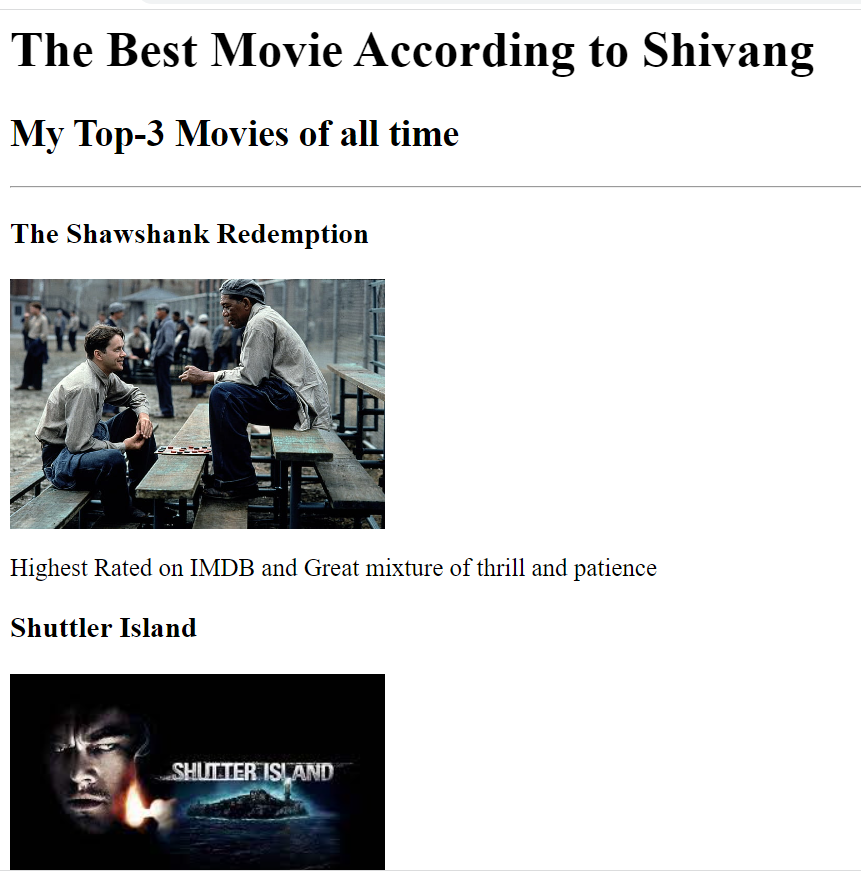 The Best Movie According to Shivang
My Top-3 Movies of all time
The Shawshank Redemption
Highest Rated on IMDB and Great mixture of thrill and patience
Shuttler Island
SHUTTER ISLAND